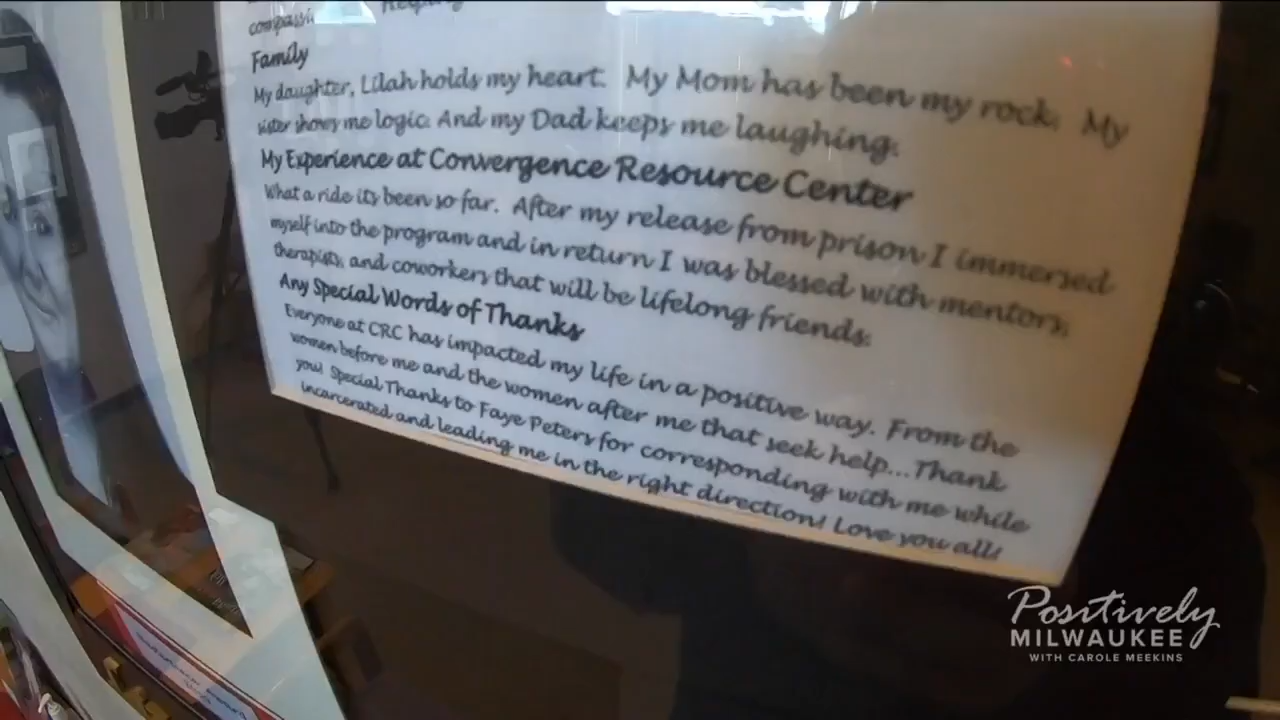 Family
My daughter, Lilah holds my heart. My Mom has been my rock. My
sister shows me logic. And my Dad keeps me laughing.
My Experience at Convergence Resource Center
What a ride its been so far. After my release from prison I immersed
myself into the program and in return I was blessed with mentors,
therapists, and coworkers that will be lifelong friends.
Any Special Words of Thanks
Everyone at CRC has impacted my life in a positive way. From the
women before me and the women after me that seek help...Thank
you! Special Thanks to Faye Peters for corresponding with me while
incarcerated and leading me in the right direction! Love you all!
Positively
MILWAUKEE
WITH CAROLE MEEKINS